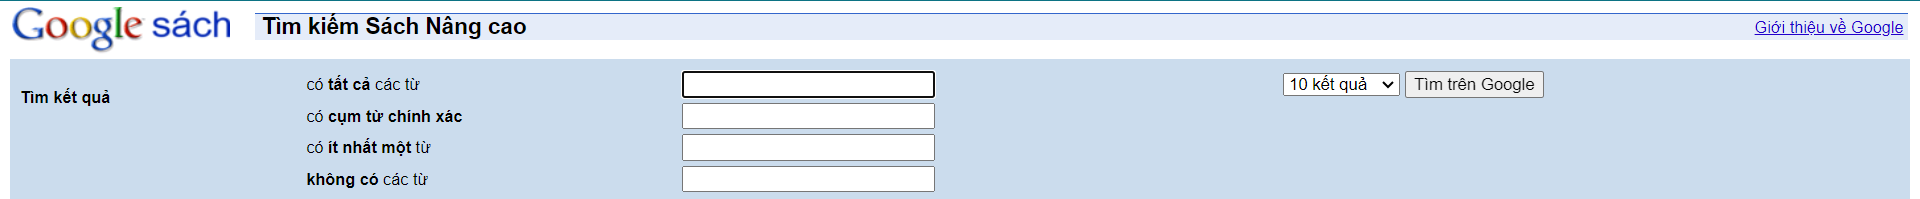 Google sách
Tìm kiếm Sách Nâng cao
Giới thiệu về Google
Tìm kết quả
có tất cả các từ
10 kết quả
Tìm trên Google
có cụm từ chính xác
có ít nhất một từ
không có các từ